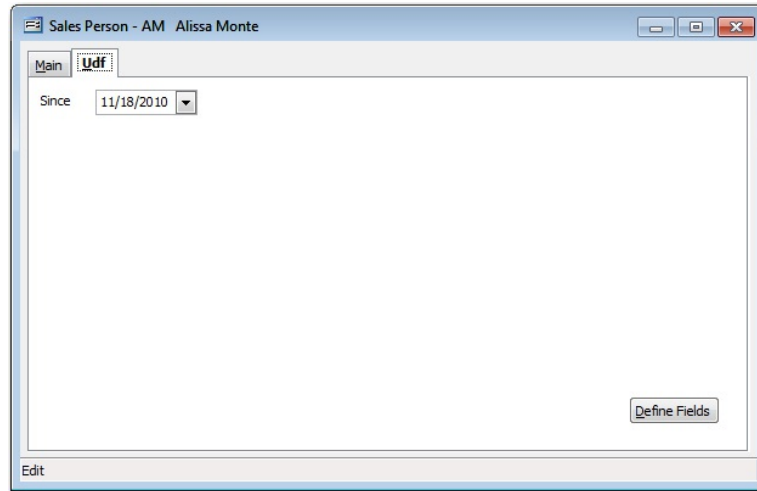 Sales Person - AM Alissa Monte
Main Udf
Since 11/18/2010
Define Fields
Edit